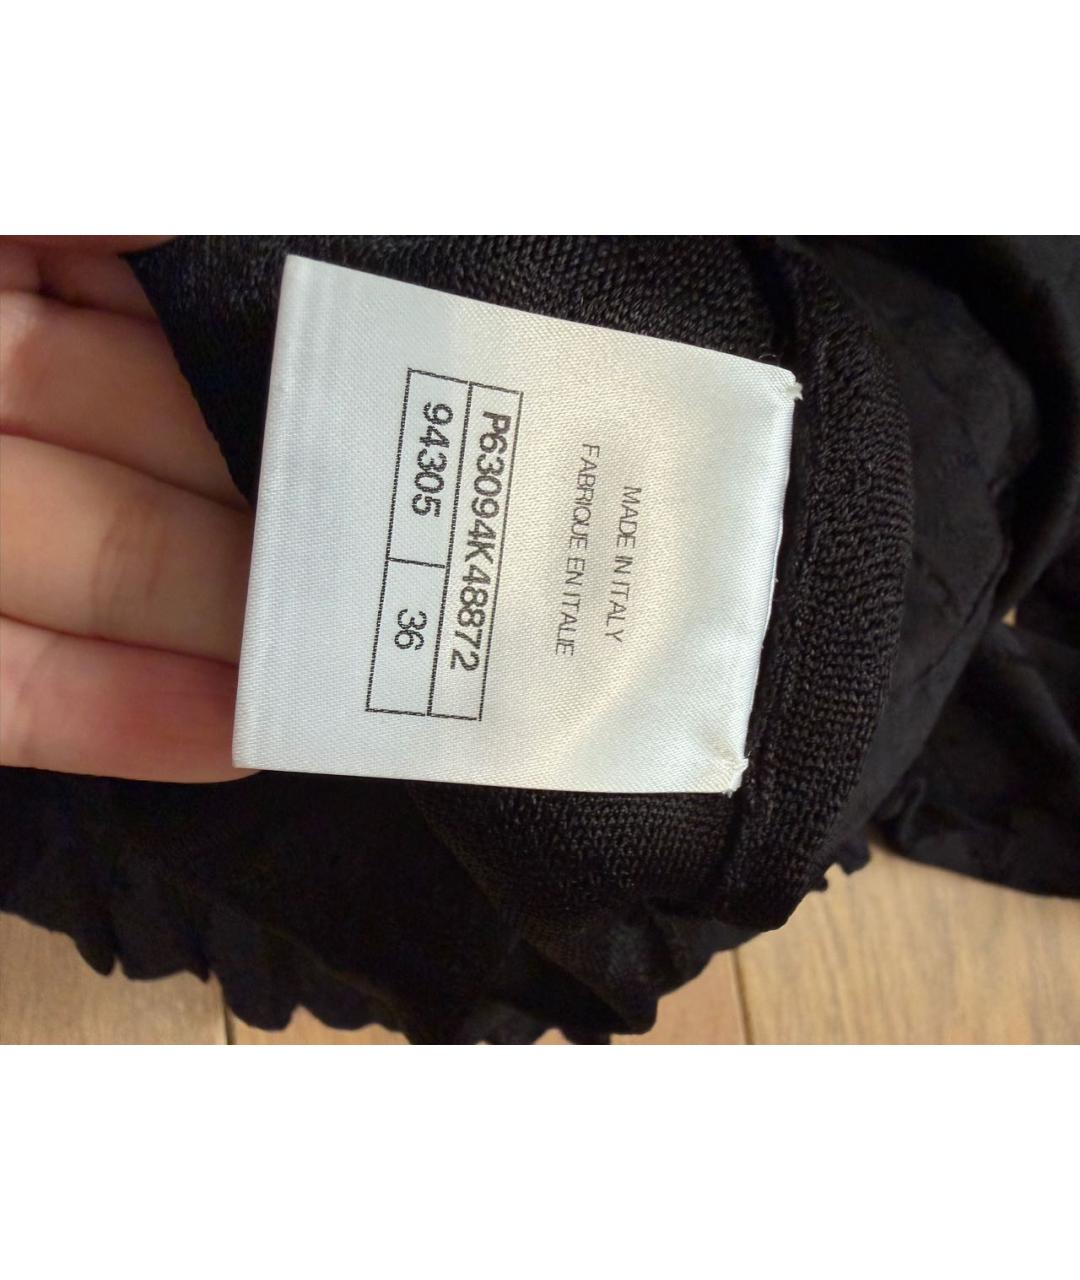 MADE IN ITALY
FABRIQUE EN ITALIE
P63094K48872
94305 36